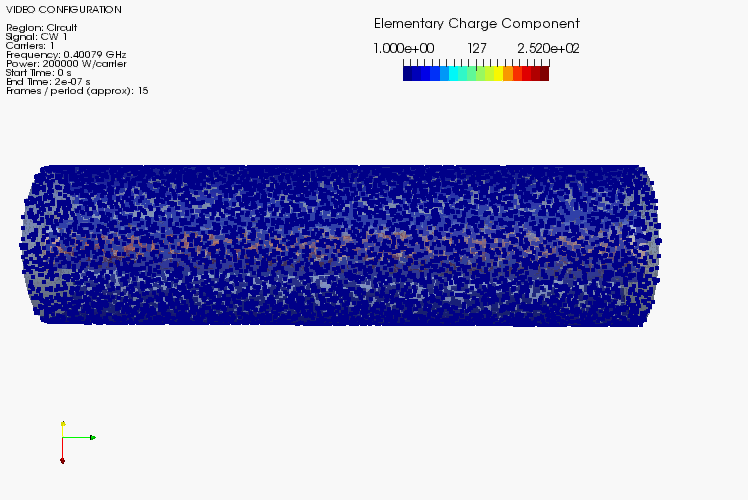 VIDEO CONFIGURATION
Region: Circuit
Signal: CW 1
Carriers: 1
Frequency: 0.40079 GHz
Power: 200000 W/carrier
Start Time: 0 s
End Time: 2e-07 s
Frames / period (approx): 15
Elementary Charge Component
1.000e+00 127 2.520e+02